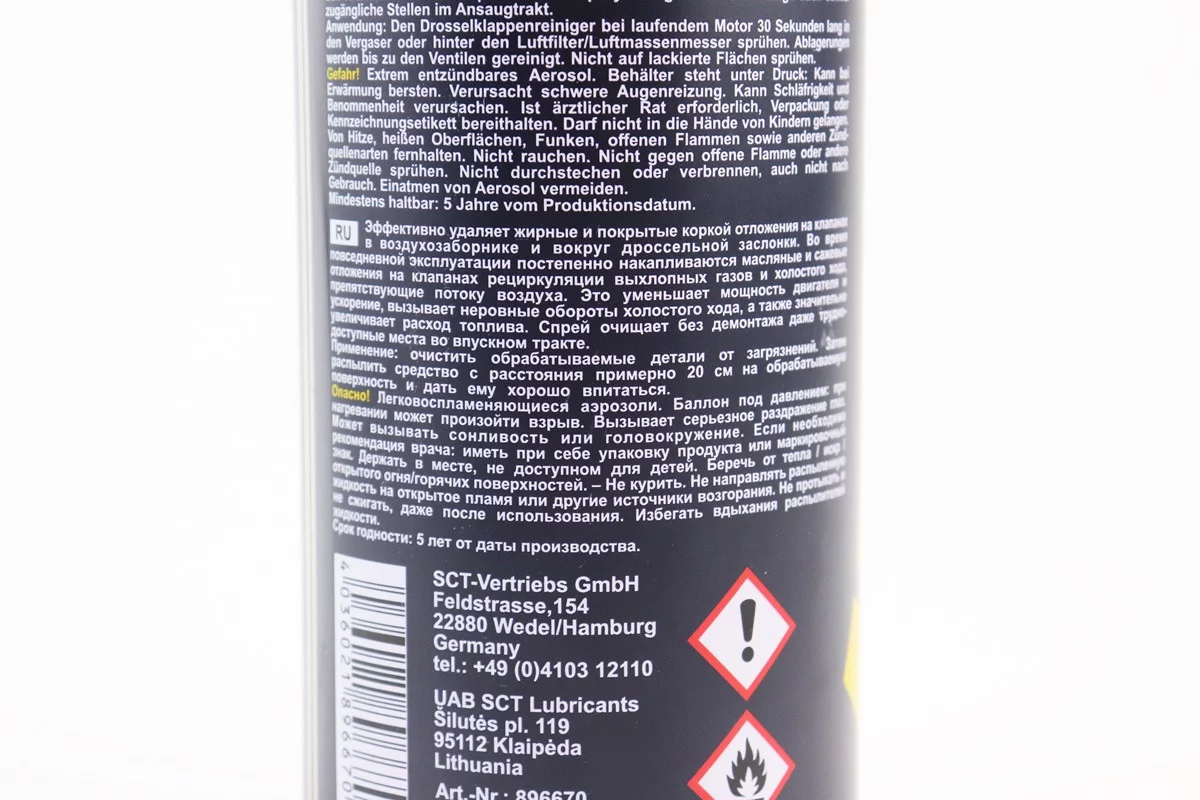 zugängliche Stellen im Ansaugtrakt.
Anwendung: Den Drosselklappenreiniger bei laufendem Motor 30 Sekunden lang in
den Vergaser oder hinter den Luftfilter/Luftmassenmesser sprühen. Ablagerungen
werden bis zu den Ventilen gereinigt. Nicht auf lackierte Flächen sprühen.
Gefahr! Extrem entzündbares Aerosol. Behälter steht unter Druck: Kann bei
Erwärmung bersten. Verursacht schwere Augenreizung. Kann Schläfrigkeit und
Benommenheit verursachen. Ist ärztlicher Rat erforderlich, Verpackung oder
Kennzeichnungsetikett bereithalten. Darf nicht in die Hände von Kindern gelangen.
Von Hitze, heißen Oberflächen, Funken, offenen Flammen sowie anderen Zünd-
quellenarten fernhalten. Nicht rauchen. Nicht gegen offene Flamme oder andere
Zündquelle sprühen. Nicht durchstechen oder verbrennen, auch nicht nach
Gebrauch. Einatmen von Aerosol vermeiden.
Mindestens haltbar: 5 Jahre vom Produktionsdatum.
RU Эффективно удаляет жирные и покрытые коркой отложения на клапанах
в воздухозаборнике и вокруг дроссельной заслонки. Во время
повседневной эксплуатации постепенно накапливаются масляные и сажевые
отложения на клапанах рециркуляции выхлопных газов и холостого хода,
препятствующие потоку воздуха. Это уменьшает мощность двигателя и
ускорение, вызывает неровные обороты холостого хода, а также значительно
увеличивает расход топлива. Спрей очищает без демонтажа даже трудно-
доступные места во впускном тракте.
Применение: очистить обрабатываемые детали от загрязнений. Затем
распылить средство с расстояния примерно 20 см на обрабатываемую
поверхность и дать ему хорошо впитаться.
Опасно! Легковоспламеняющиеся аэрозоли. Баллон под давлением: при
нагревании может произойти взрыв. Вызывает серьезное раздражение глаз.
Может вызывать сонливость или головокружение. Если необходима
рекомендация врача: иметь при себе упаковку продукта или маркировочный
знак. Держать в месте, не доступном для детей. Беречь от тепла / искр /
открытого огня/горячих поверхностей. – Не курить. Не направлять распыленную
жидкость на открытое пламя или другие источники возгорания. Не протыкать и
не сжигать, даже после использования. Избегать вдыхания распылителей
жидкости.
Срок годности: 5 лет от даты производства.
4 036021 896670
SCT-Vertriebs GmbH
Feldstrasse,154
22880 Wedel/Hamburg
Germany
tel.: +49 (0)4103 12110
UAB SCT Lubricants
Šilutės pl. 119
95112 Klaipėda
Lithuania
Art.-Nr.: 896670